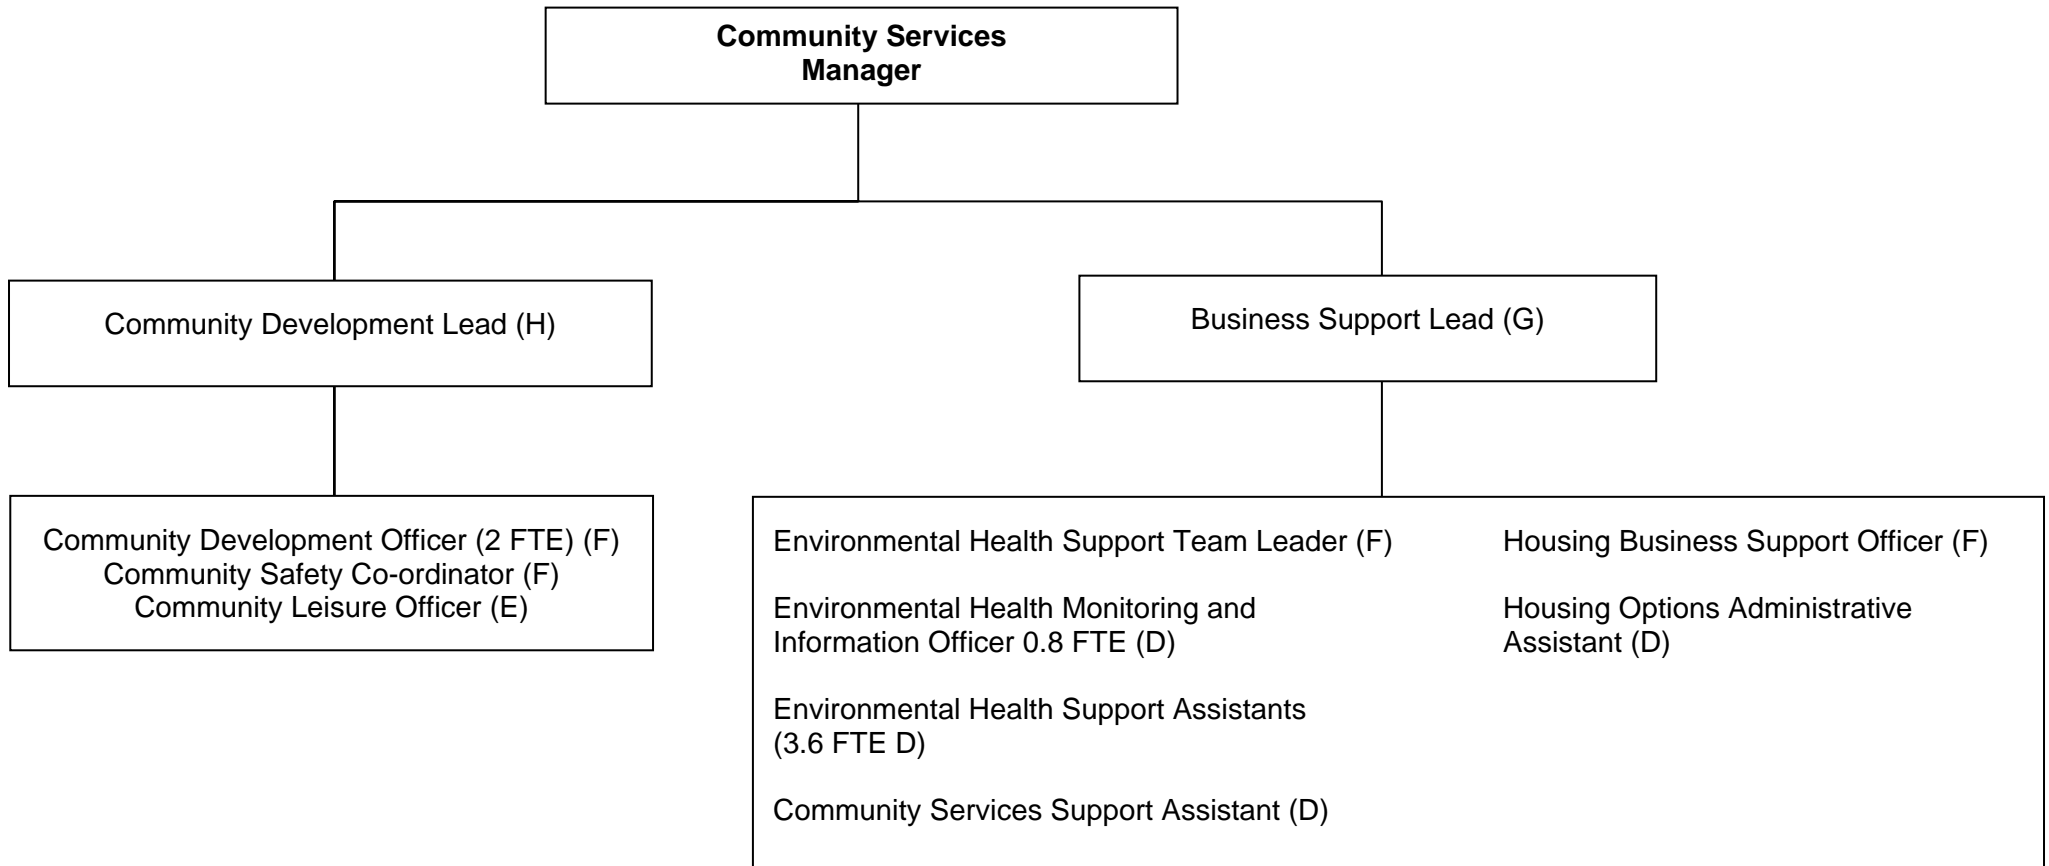 Community Services
Manager
Community Development Lead (H)
Business Support Lead (G)
Community Development Officer (2 FTE) (F)
Community Safety Co-ordinator (F)
Community Leisure Officer (E)
Environmental Health Support Team Leader (F)
Environmental Health Monitoring and
Information Officer 0.8 FTE (D)
Environmental Health Support Assistants
(3.6 FTE D)
Community Services Support Assistant (D)
Housing Business Support Officer (F)
Housing Options Administrative
Assistant (D)